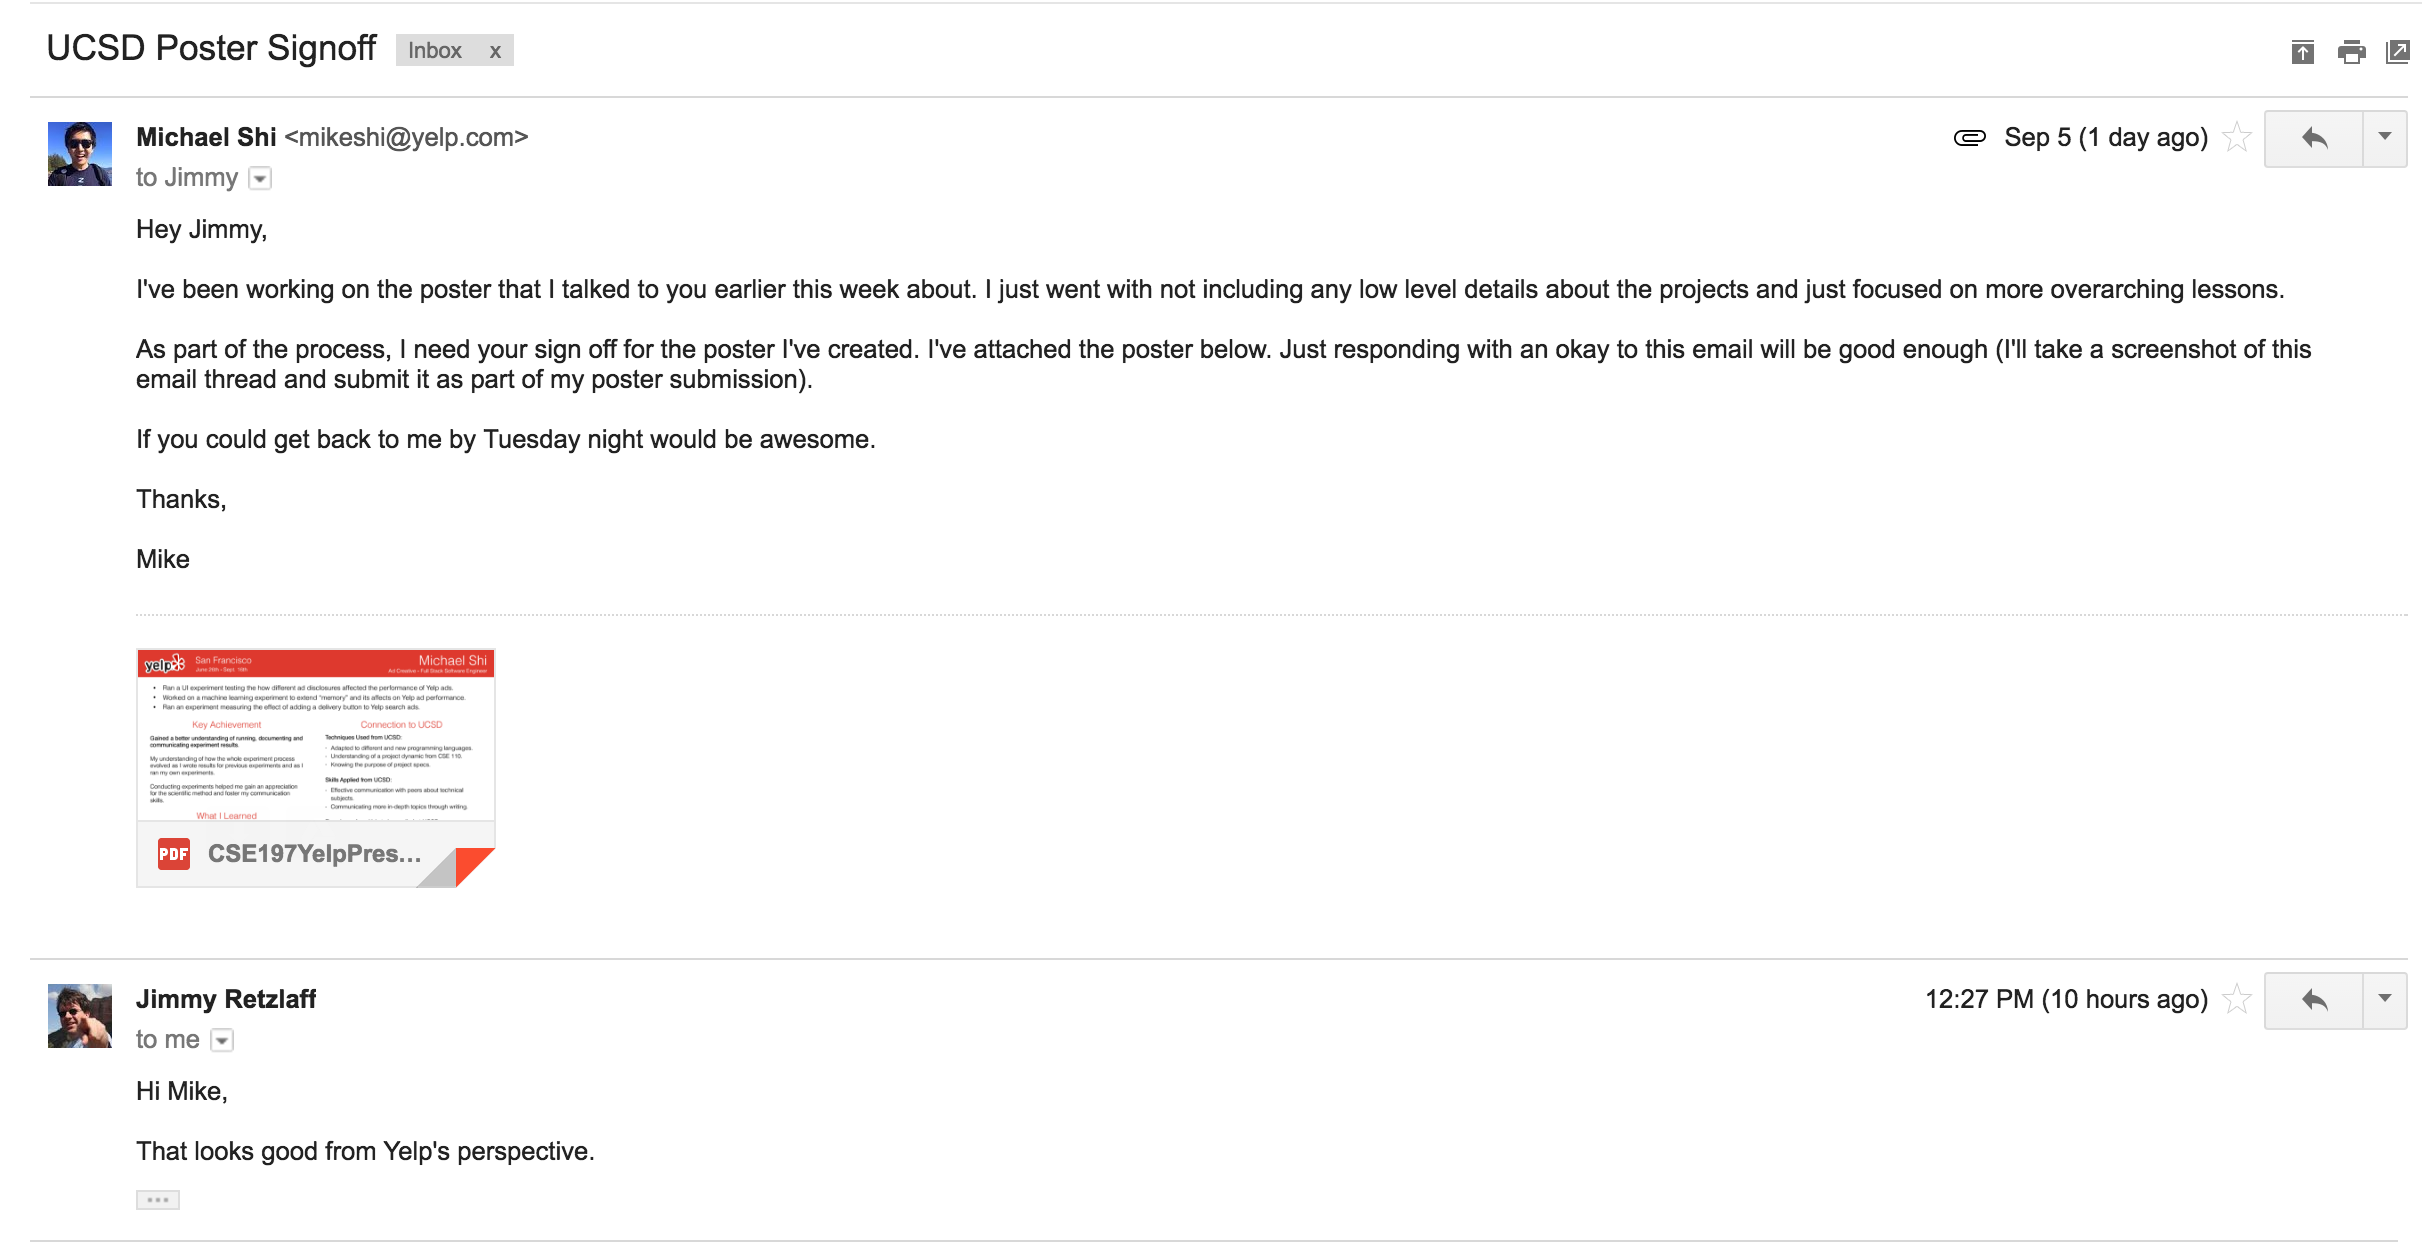 UCSD Poster Signoff Inbox x
Michael Shi <mikeshi@yelp.com> Sep 5 (1 day ago)
to Jimmy
Hey Jimmy,
I've been working on the poster that I talked to you earlier this week about. I just went with not including any low level details about the projects and just focused on more overarching lessons.
As part of the process, I need your sign off for the poster I've created. I've attached the poster below. Just responding with an okay to this email will be good enough (I'll take a screenshot of this
email thread and submit it as part of my poster submission).
If you could get back to me by Tuesday night would be awesome.
Thanks,
Mike
yelp San Francisco Michael Shi
June 20th - Sept. 16th Ad Creative - Full Stack Software Engineer
• Ran a UI experiment testing the how different ad disclosures affected the performance of Yelp ads.
• Worked on a machine learning experiment to extend "memory" and its affects on Yelp ad performance.
• Ran an experiment measuring the effect of adding a delivery button to Yelp search ads.
Key Achievement
Gained a better understanding of running, documenting and
communicating experiment results.
My understanding of how the whole experiment process
evolved as I wrote results for previous experiments and as I
ran my own experiments.
Conducting experiments helped me gain an appreciation
for the scientific method and foster my communication
skills.
What I Learned
Connection to UCSD
Techniques Used from UCSD:
- Adapted to different and new programming languages.
- Understanding of a project dynamic from CSE 110.
- Knowing the purpose of project specs.
Skills Applied from UCSD:
- Effective communication with peers about technical
subjects.
- Communicating more in-depth topics through writing.
PDF CSE197YelpPres...
Jimmy Retzlaff 12:27 PM (10 hours ago)
to me
Hi Mike,
That looks good from Yelp's perspective.